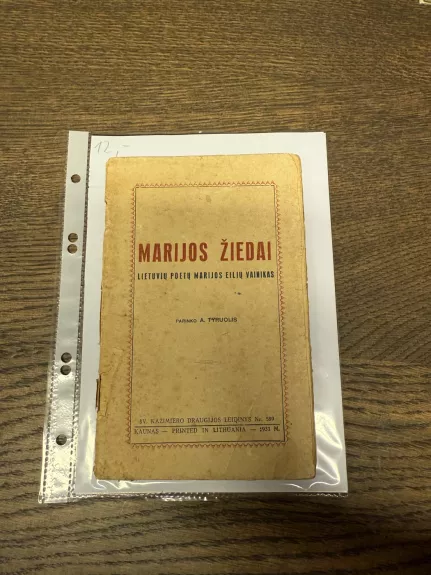 12,-
MARIJOS ŽIEDAI
LIETUVIŲ POETŲ MARIJOS EILIŲ VAINIKAS
PARINKO A. TYRUOLIS
ŠV. KAZIMIERO DRAUGIJOS LEIDINYS Nr.
KAUNAS — PRINTED IN LITHUANIA — M.